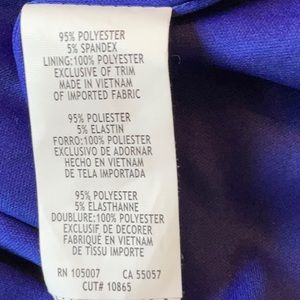 95% POLYESTER
5% SPANDEX
LINING:100% POLYESTER
EXCLUSIVE OF TRIM
MADE IN VIETNAM
OF IMPORTED FABRIC
95% POLIESTER
5% ELASTIN
FORRO:100% POLIESTER
EXCLUSIVO DE ADORNAR
HECHO EN VIETNAM
DE TELA IMPORTADA
95% POLYESTER
5% ELASTHANNE
DOUBLURE:100% POLYESTER
EXCLUSIF DE DECORER
FABRIQUÉ EN VIETNAM
DE TISSU IMPORTE
RN 105007 CA 55057
CUT# 10865